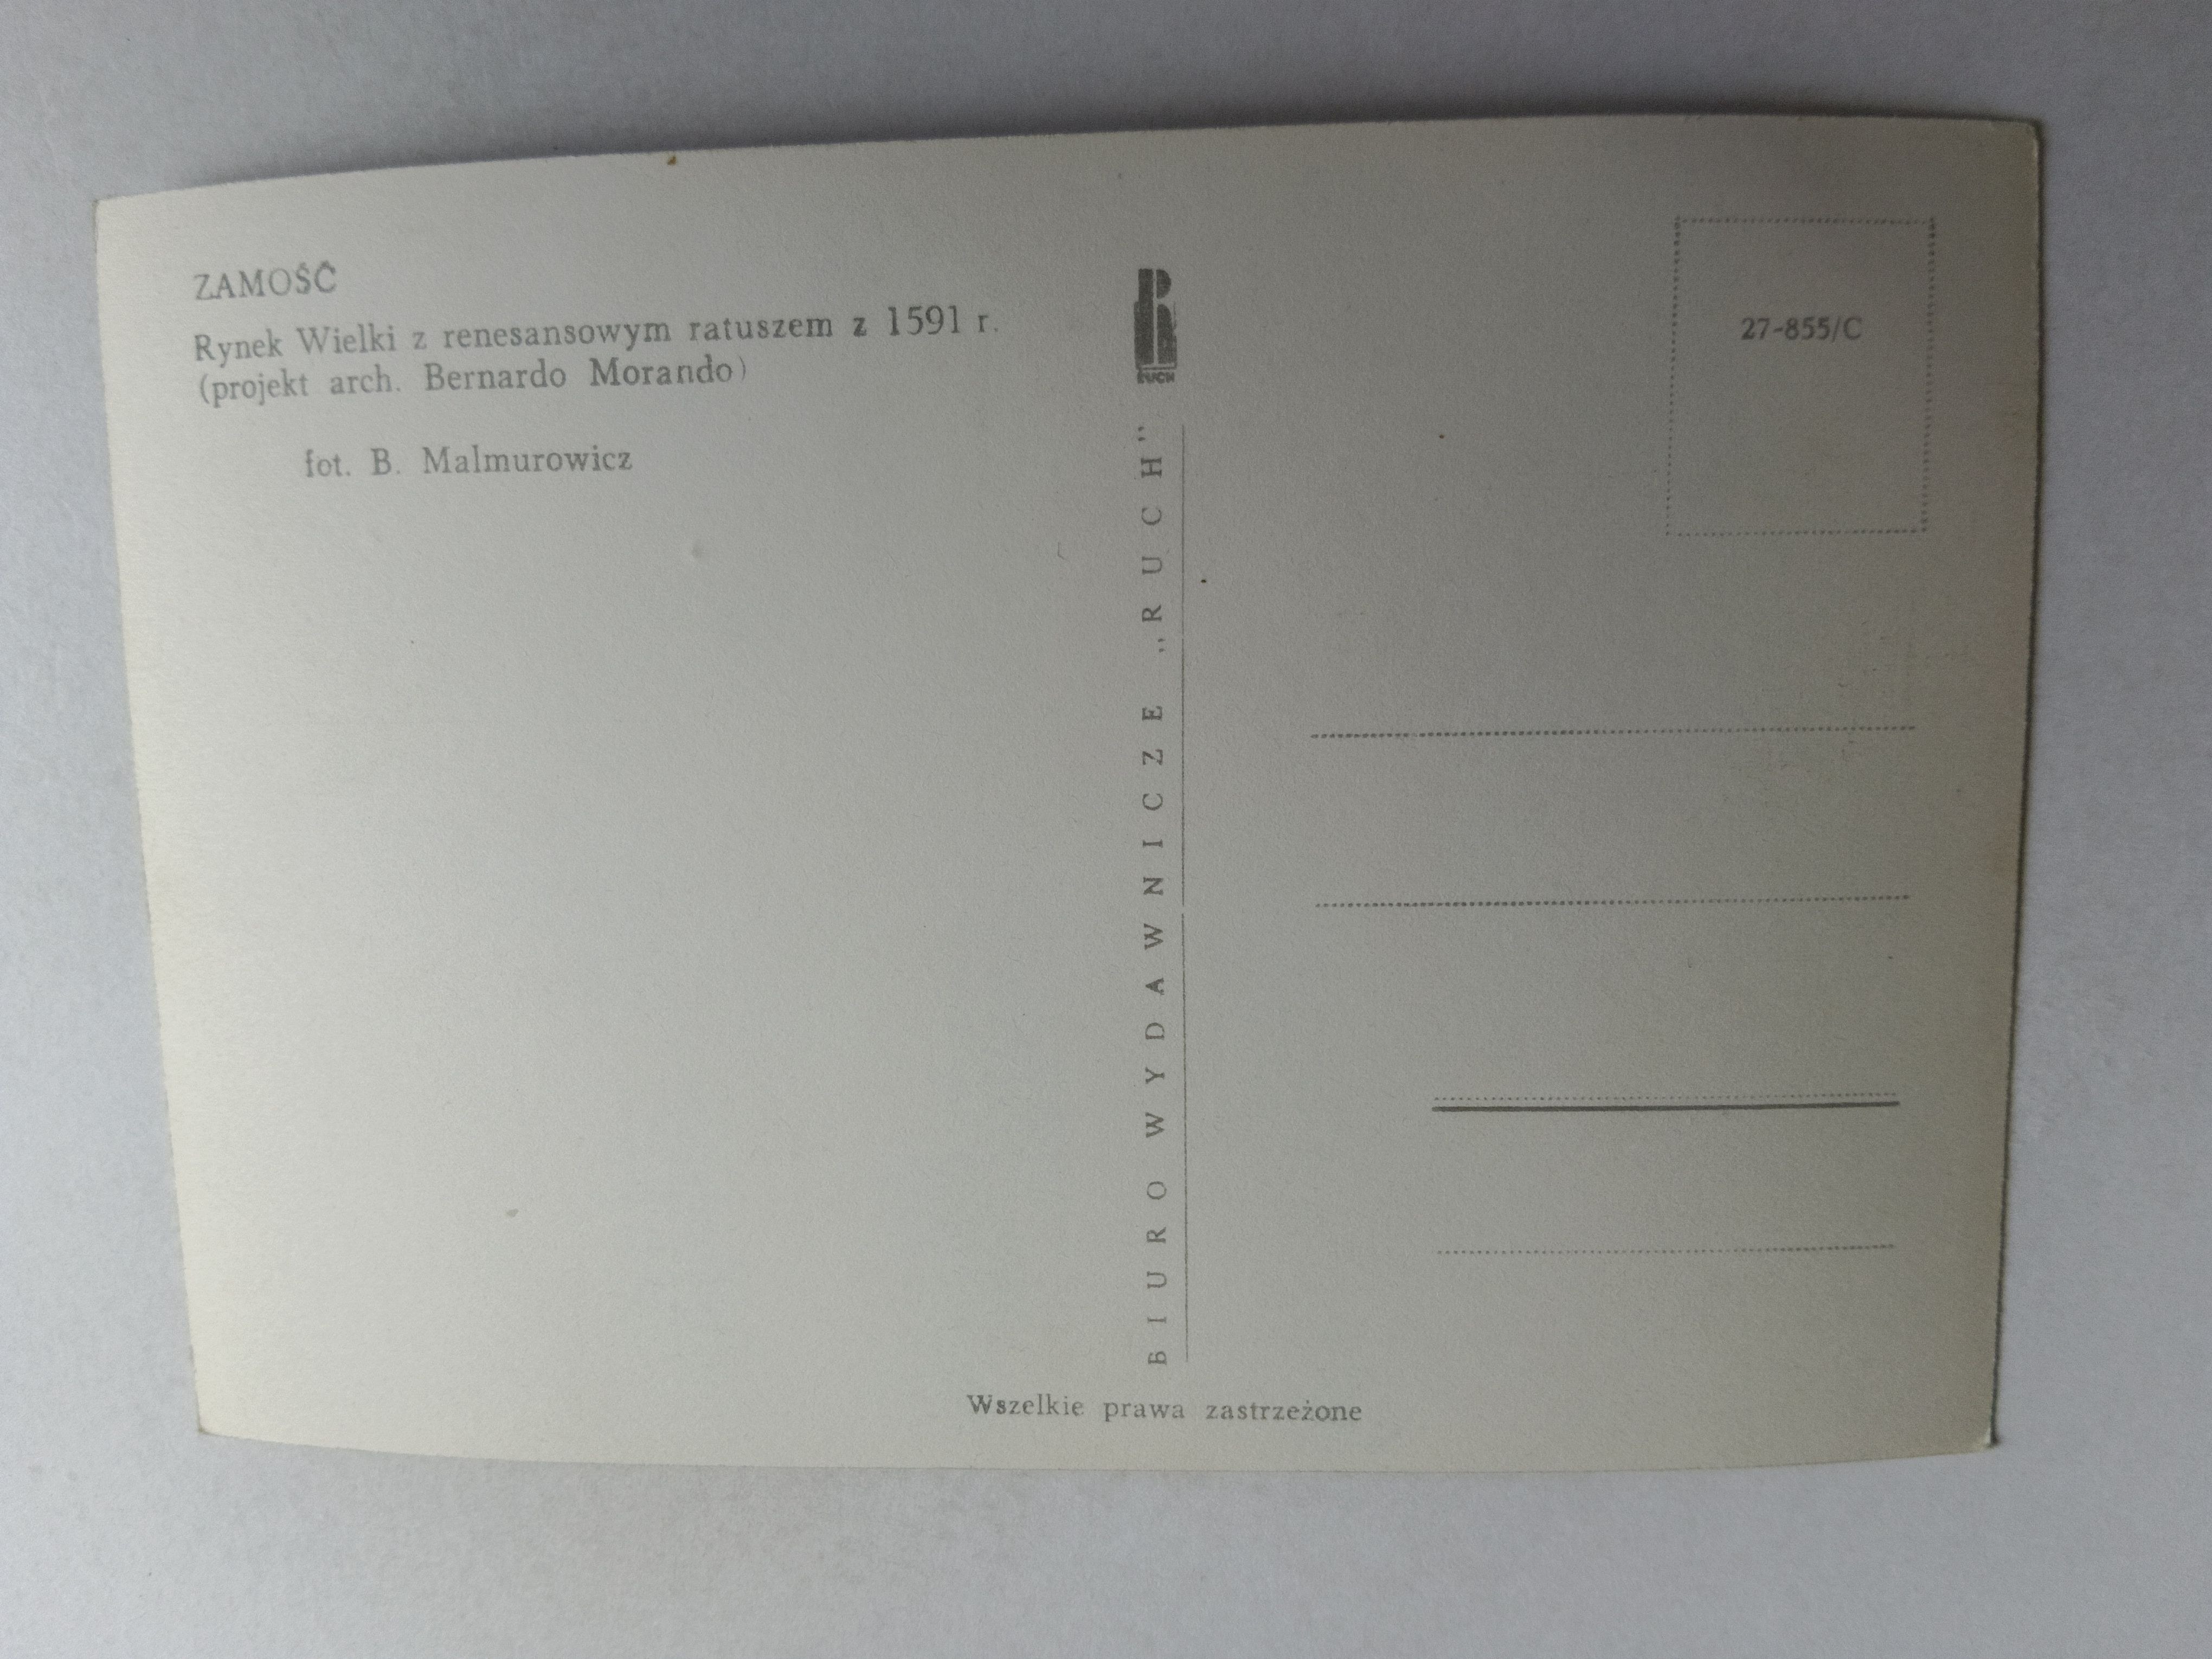 ZAMOŚĆ
Rynek Wielki z renesansowym ratuszem z 1591 r.
(projekt arch. Bernardo Morando)
fot. B. Malmurowicz
RUCH
BIURO WYDAWNICZE „RUCH”
27-855/C
Wszelkie prawa zastrzeżone